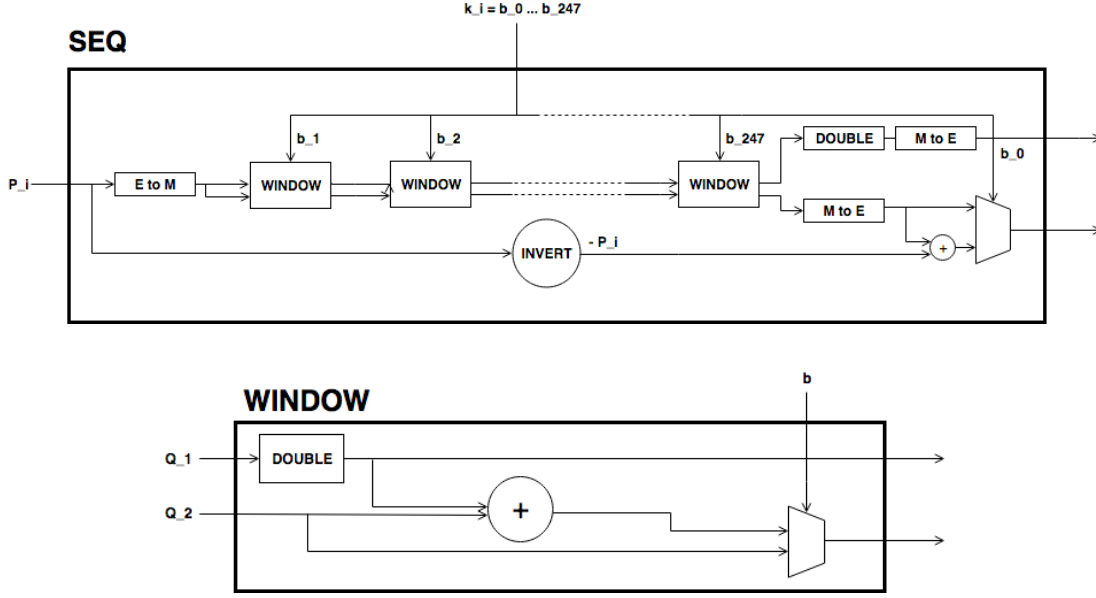 k_i = b_0 ... b_247
SEQ
b_1
b_2
b_247
DOUBLE
M to E
b_0
P_i
E to M
WINDOW
WINDOW
WINDOW
M to E
INVERT
- P_i
+
WINDOW
b
Q_1
DOUBLE
Q_2
+